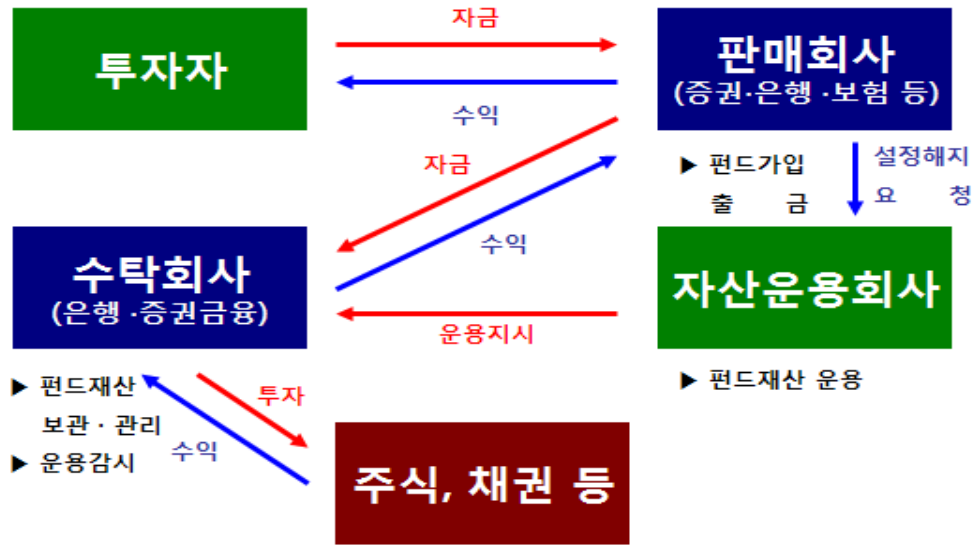 자금
투자자
판매회사
(증권·은행 ·보험 등)
수익
자금
▶ 펀드가입
출 금
설정해지
요 청
수탁회사
(은행 ·증권금융)
수익
자산운용회사
운용지시
▶ 펀드재산
보관 · 관리
▶ 운용감시
투자
수익
▶ 펀드재산 운용
주식, 채권 등